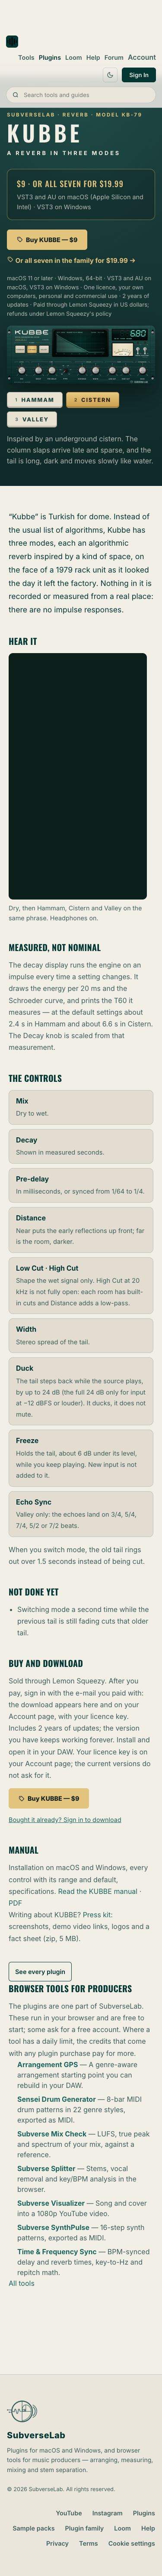 Tools Plugins Loom Help Forum Account
Sign In
Search tools and guides
SUBVERSELAB · REVERB · MODEL KB-79
KUBBE
A REVERB IN THREE MODES
$9 · OR ALL SEVEN FOR $19.99
VST3 and AU on macOS (Apple Silicon and
Intel) · VST3 on Windows
Buy KUBBE — $9
Or all seven in the family for $19.99 →
macOS 11 or later · Windows, 64-bit · VST3 and AU on
macOS, VST3 on Windows · One licence, your own
computers, personal and commercial use · 2 years of
updates · Paid through Lemon Squeezy in US dollars;
refunds under Lemon Squeezy's policy
KUBBE
1 HAMMAM
2 CISTERN
3 VALLEY
Inspired by an underground cistern. The
column slaps arrive late and sparse, and the
tail is long, dark and moves slowly like water.
“Kubbe” is Turkish for dome. Instead of
the usual list of algorithms, Kubbe has
three modes, each an algorithmic
reverb inspired by a kind of space, on
the face of a 1979 rack unit as it looked
the day it left the factory. Nothing in it is
recorded or measured from a real place:
there are no impulse responses.
HEAR IT
Dry, then Hammam, Cistern and Valley on the
same phrase. Headphones on.
MEASURED, NOT NOMINAL
The decay display runs the engine on an
impulse every time a setting changes. It
draws the energy per 20 ms and the
Schroeder curve, and prints the T60 it
measures — at the default settings about
2.4 s in Hammam and about 6.6 s in Cistern.
The Decay knob is scaled from that
measurement.
THE CONTROLS
Mix
Dry to wet.
Decay
Shown in measured seconds.
Pre-delay
In milliseconds, or synced from 1/64 to 1/4.
Distance
Near puts the early reflections up front; far
is the room, darker.
Low Cut · High Cut
Shape the wet signal only. High Cut at 20
kHz is not fully open: each room has built-
in cuts and Distance adds a low-pass.
Width
Stereo spread of the tail.
Duck
The tail steps back while the source plays,
by up to 24 dB (the full 24 dB only for input
at −12 dBFS or louder). It ducks, it does not
mute.
Freeze
Holds the tail, about 6 dB under its level,
while you keep playing. New input is not
added to it.
Echo Sync
Valley only: the echoes land on 3/4, 5/4,
7/4, 5/2 or 7/2 beats.
When you switch mode, the old tail rings
out over 1.5 seconds instead of being cut.
NOT DONE YET
• Switching mode a second time while the
previous tail is still fading cuts that older
tail.
BUY AND DOWNLOAD
Sold through Lemon Squeezy. After you
pay, sign in with the e-mail you paid with:
the download appears here and on your
Account page, with your licence key.
Includes 2 years of updates; the version
you have keeps working forever. Install and
open it in your DAW. Your licence key is on
your Account page; the current versions do
not ask for it.
Buy KUBBE — $9
Bought it already? Sign in to download
MANUAL
Installation on macOS and Windows, every
control with its range and default,
specifications. Read the KUBBE manual ·
PDF
Writing about KUBBE? Press kit:
screenshots, demo video links, logos and a
fact sheet (zip, 5 MB).
See every plugin
BROWSER TOOLS FOR PRODUCERS
The plugins are one part of SubverseLab.
These run in your browser and are free to
start; some ask for a free account. Where a
tool has a daily limit, the credits that come
with any plugin purchase pay for more.
Arrangement GPS — A genre-aware
arrangement starting point you can
rebuild in your DAW.
Sensei Drum Generator — 8-bar MIDI
drum patterns in 22 genre styles,
exported as MIDI.
Subverse Mix Check — LUFS, true peak
and spectrum of your mix, against a
reference.
Subverse Splitter — Stems, vocal
removal and key/BPM analysis in the
browser.
Subverse Visualizer — Song and cover
into a 1080p YouTube video.
Subverse SynthPulse — 16-step synth
patterns, exported as MIDI.
Time & Frequency Sync — BPM-synced
delay and reverb times, key-to-Hz and
repitch math.
All tools
SubverseLab
Plugins for macOS and Windows, and browser
tools for music producers — arranging, measuring,
mixing and stem separation.
© 2026 SubverseLab. All rights reserved.
YouTube Instagram Plugins
Sample packs Plugin family Loom Help
Privacy Terms Cookie settings